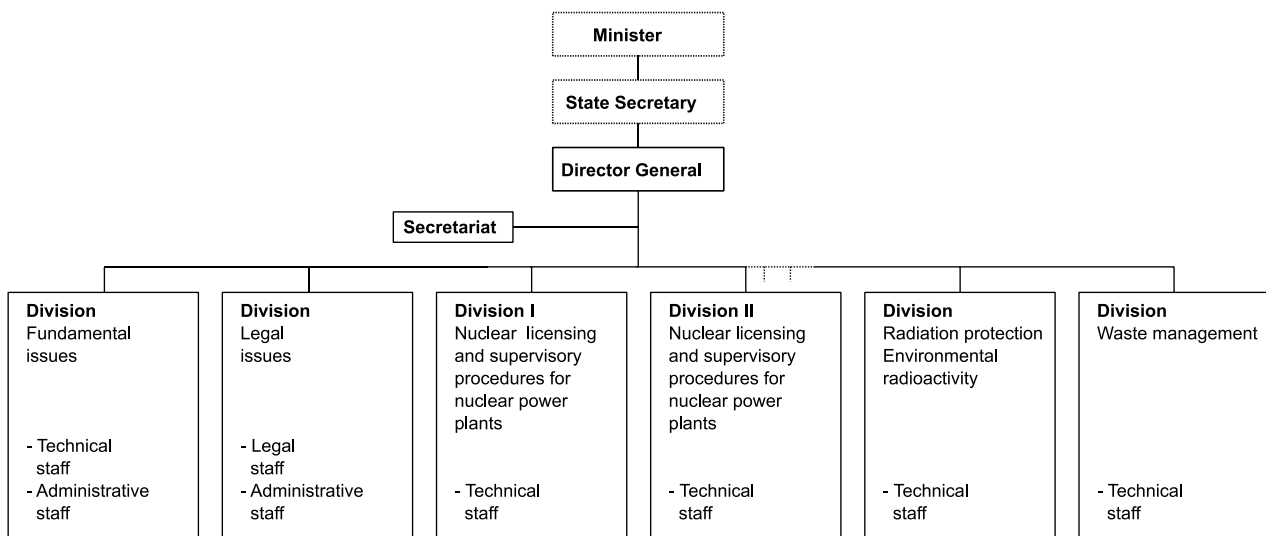 Minister
State Secretary
Director General
Secretariat
Division
Fundamental
issues
- Technical
staff
- Administrative
staff
Division
Legal
issues
- Legal
staff
- Administrative
staff
Division I
Nuclear licensing
and supervisory
procedures for
nuclear power
plants
- Technical
staff
Division II
Nuclear licensing
and supervisory
procedures for
nuclear power
plants
- Technical
staff
Division
Radiation protection
Environmental
radioactivity
- Technical
staff
Division
Waste management
- Technical
staff